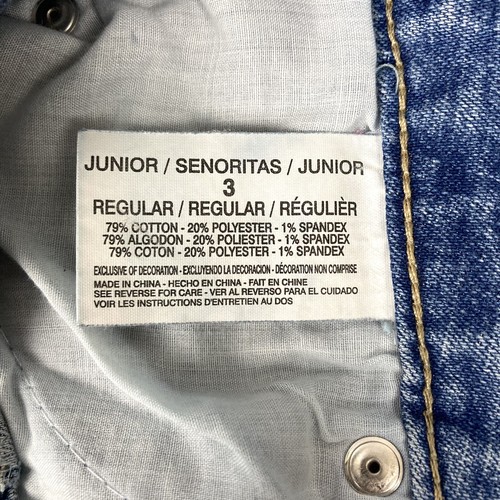 JUNIOR / SENORITAS / JUNIOR
3
REGULAR / REGULAR / RÉGULIÈR
79% COTTON - 20% POLYESTER - 1% SPANDEX
79% ALGODON - 20% POLIESTER - 1% SPANDEX
79% COTON - 20% POLYESTER - 1% SPANDEX
EXCLUSIVE OF DECORATION - EXCLUYENDO LA DECORACION - DÉCORATION NON COMPRISE
MADE IN CHINA - HECHO EN CHINA - FAIT EN CHINE
SEE REVERSE FOR CARE - VER AL REVERSO PARA EL CUIDADO
VOIR LES INSTRUCTIONS D'ENTRETIEN AU DOS